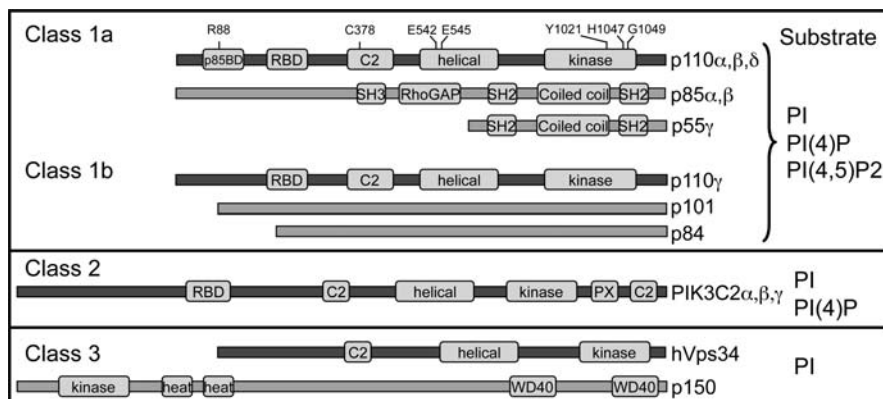 Class 1a
R88 C378 E542 E545 Y1021 H1047 G1049
Substrate
p85BD RBD C2 helical kinase p110α,β,δ
SH3 RhoGAP SH2 Coiled coil SH2 p85α,β
SH2 Coiled coil SH2 p55γ
PI
PI(4)P
PI(4,5)P2
Class 1b
RBD C2 helical kinase p110γ
p101
p84
Class 2
RBD C2 helical kinase PX C2 PIK3C2α,β,γ
PI
PI(4)P
Class 3
C2 helical kinase hVps34
kinase heat heat WD40 WD40 p150
PI